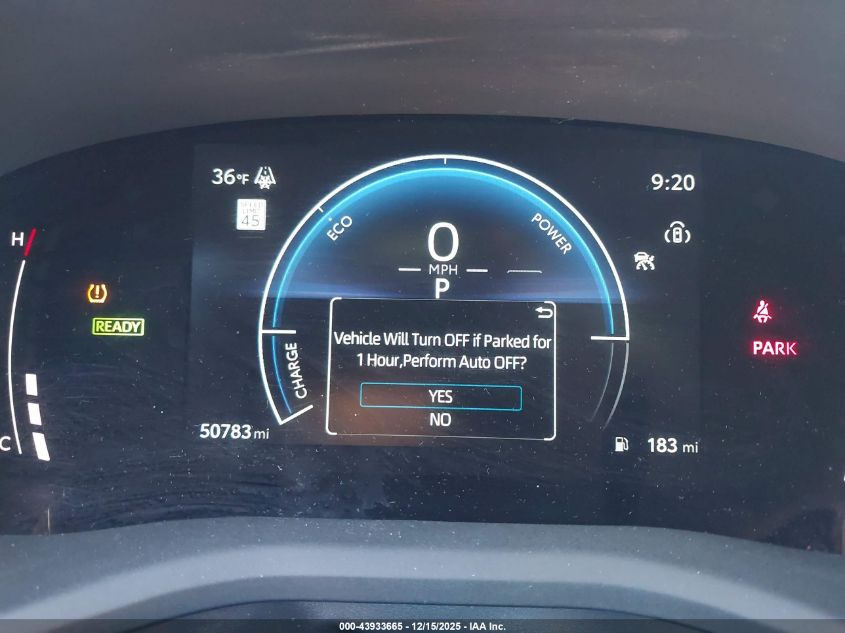 36°F
9:20
SPEED
LIMIT
45
ECO
POWER
0
MPH
P
H
READY
Vehicle Will Turn OFF if Parked for
1 Hour,Perform Auto OFF?
YES
NO
CHARGE
PARK
C
50783 mi
183 mi
000-43933665 - 12/15/2025 - IAA Inc.